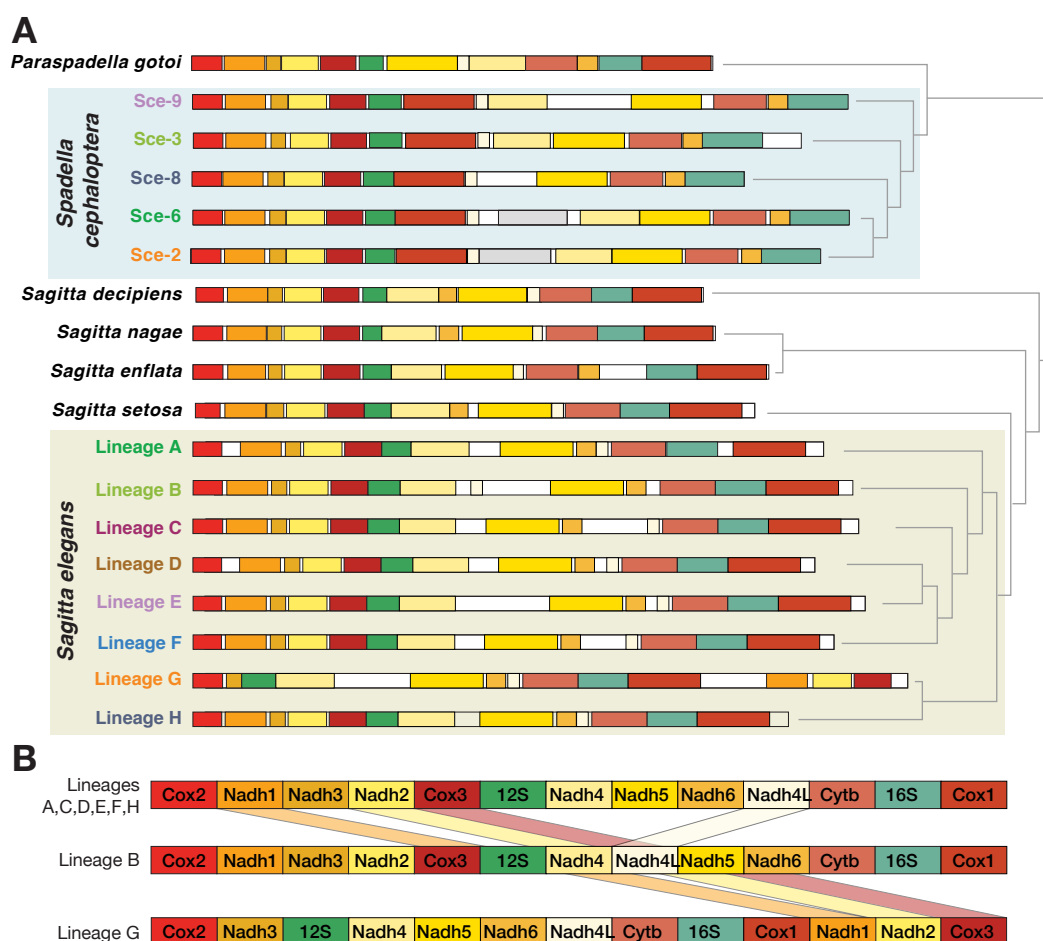 A
Paraspadella gotoi
Sce-9
Sce-3
Sce-8
Sce-6
Sce-2
Spadella
cephaloptera
Sagitta decipiens
Sagitta nagae
Sagitta enflata
Sagitta setosa
Lineage A
Lineage B
Lineage C
Lineage D
Lineage E
Lineage F
Lineage G
Lineage H
Sagitta elegans
B
Lineages
A,C,D,E,F,H
Cox2 Nadh1 Nadh3 Nadh2 Cox3 12S Nadh4 Nadh5 Nadh6 Nadh4L Cytb 16S Cox1
Lineage B Cox2 Nadh1 Nadh3 Nadh2 Cox3 12S Nadh4 Nadh4L Nadh5 Nadh6 Cytb 16S Cox1
Lineage G Cox2 Nadh3 12S Nadh4 Nadh5 Nadh6 Nadh4L Cytb 16S Cox1 Nadh1 Nadh2 Cox3